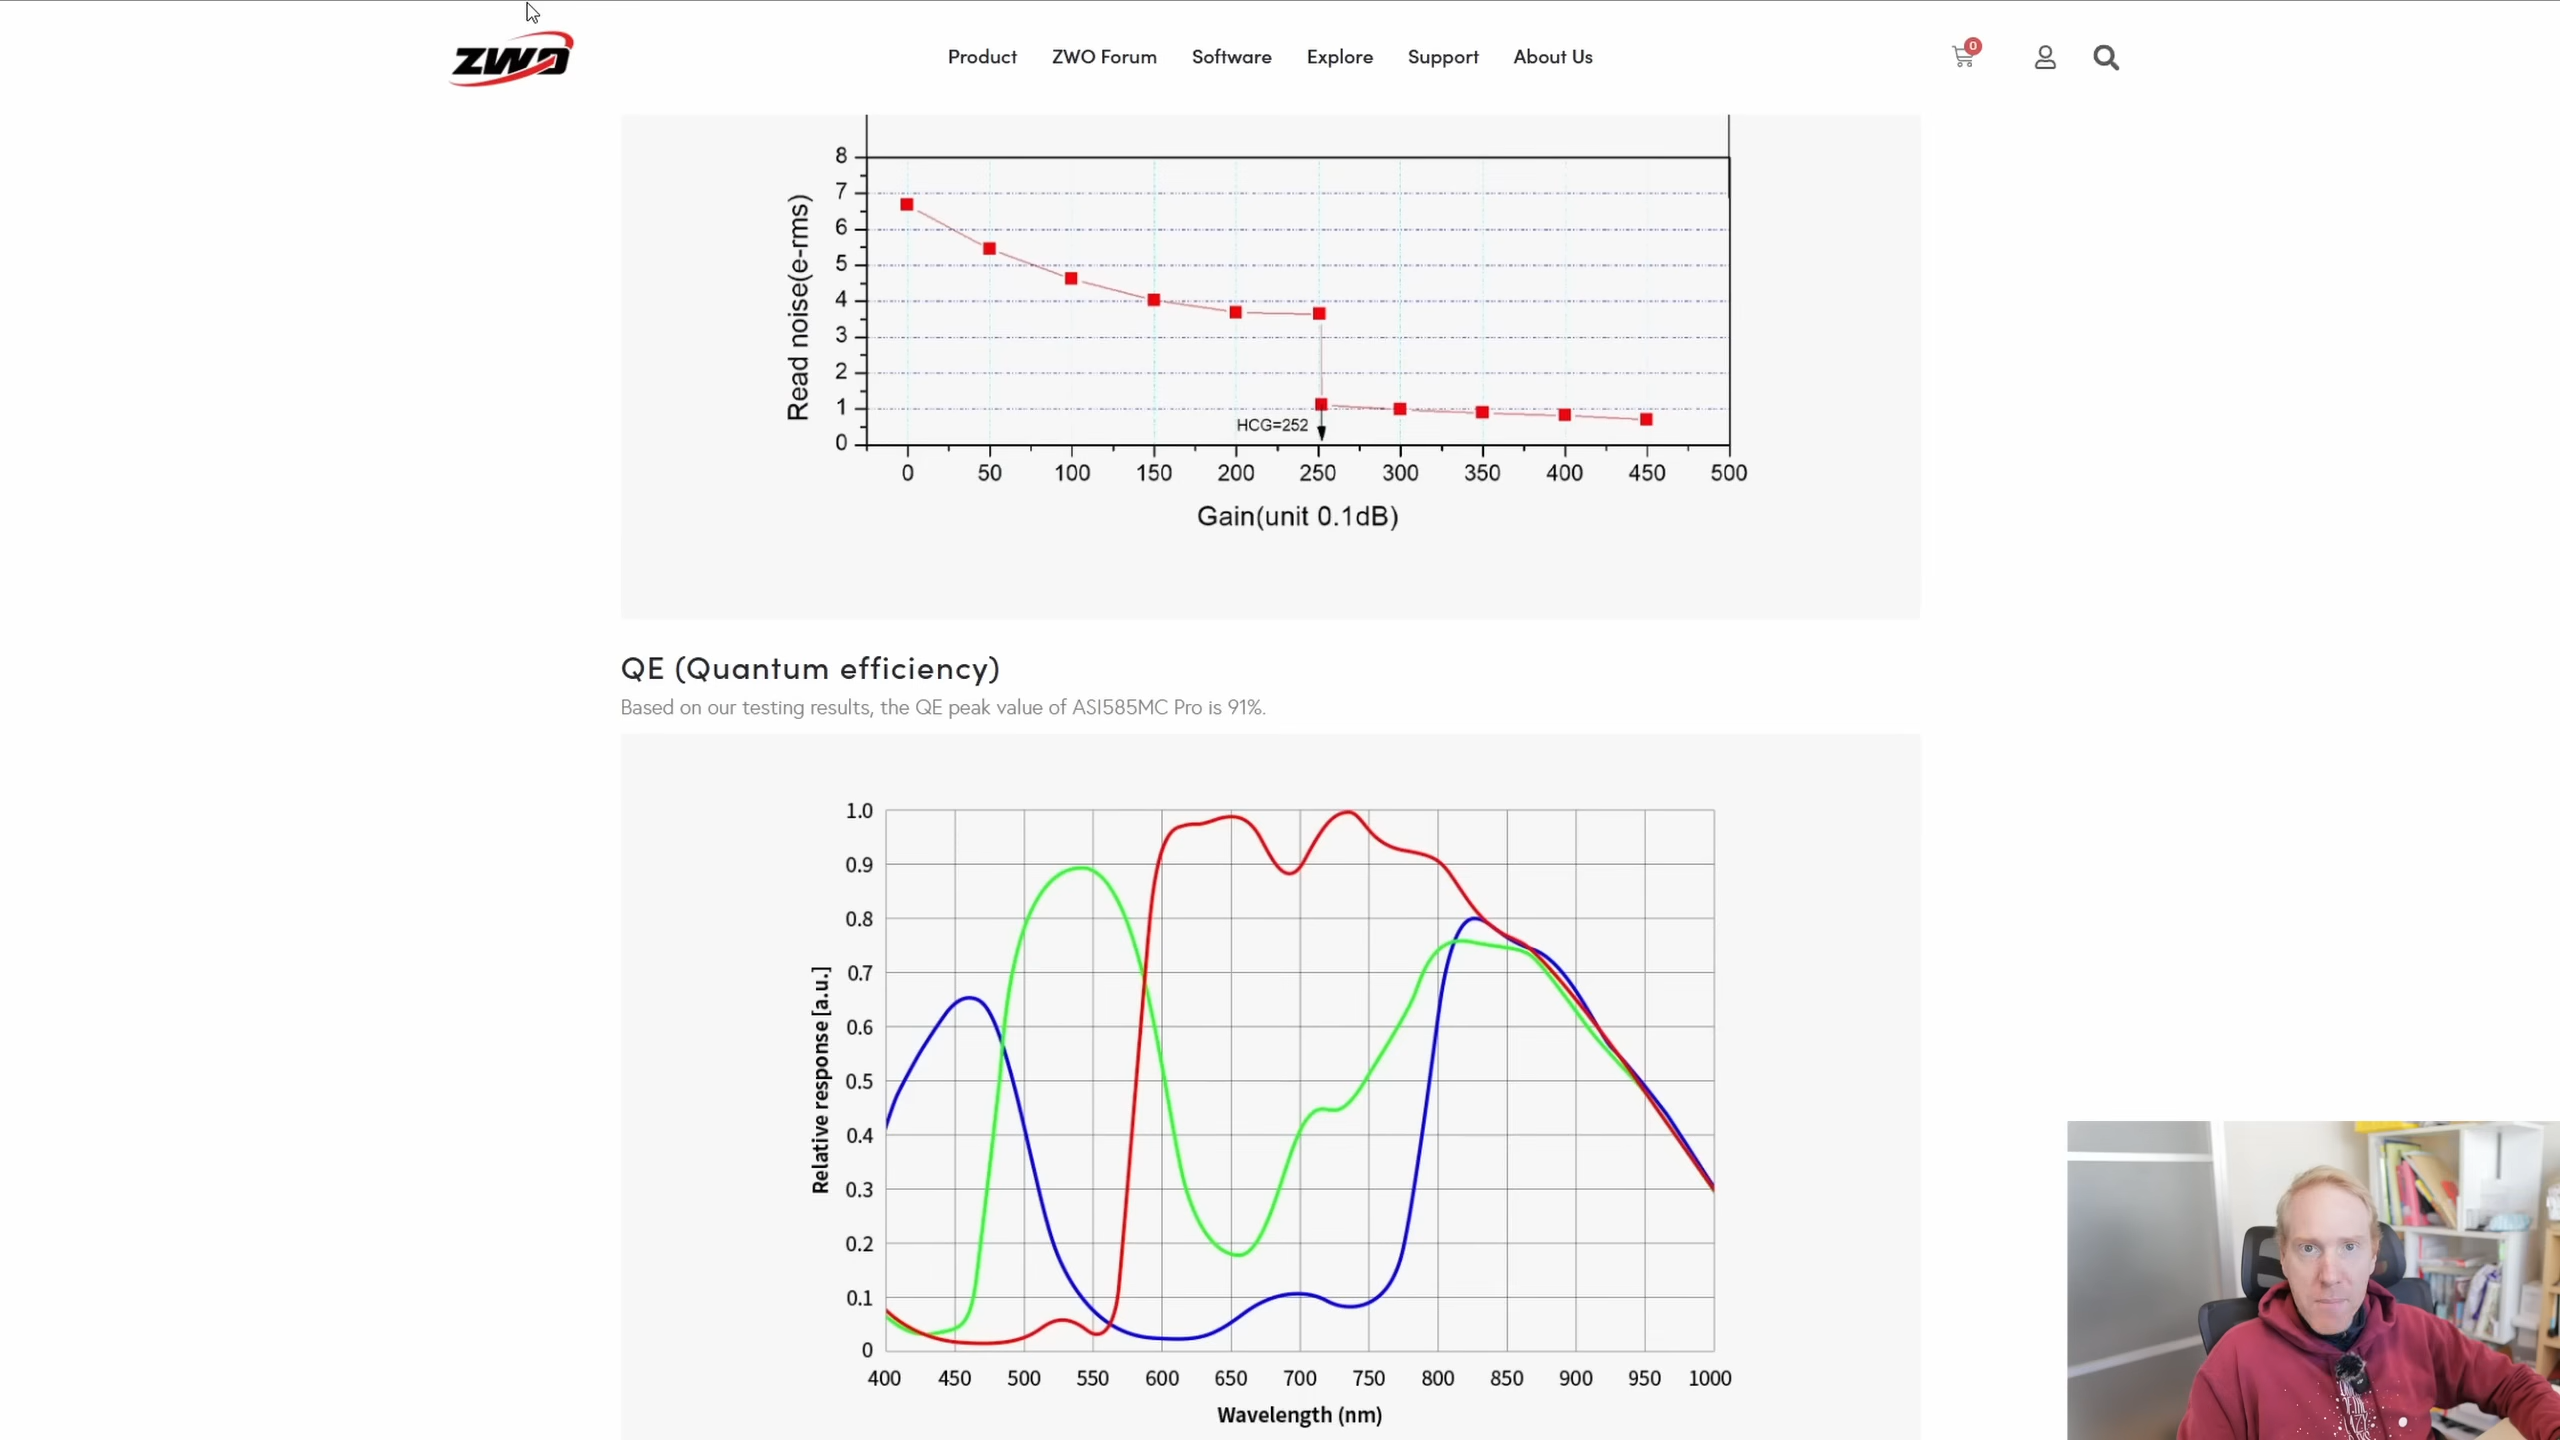 ZWO
Product ZWO Forum Software Explore Support About Us
0
8
7
6
5
4
3
2
1
0
Read noise(e-rms)
HCG=252
0 50 100 150 200 250 300 350 400 450 500
Gain(unit 0.1dB)
QE (Quantum efficiency)
Based on our testing results, the QE peak value of ASI585MC Pro is 91%.
1.0
0.9
0.8
0.7
0.6
0.5
0.4
0.3
0.2
0.1
0
Relative response [a.u.]
400 450 500 550 600 650 700 750 800 850 900 950 1000
Wavelength (nm)